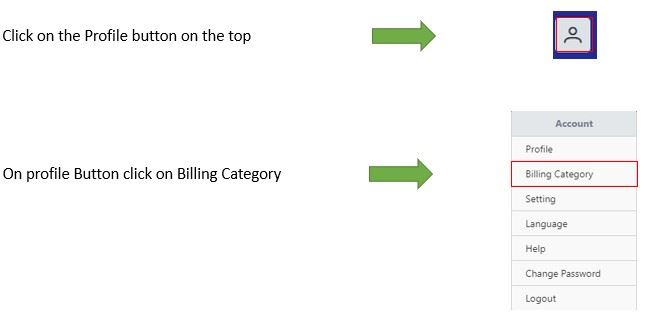 Click on the Profile button on the top
Account
Profile
On profile Button click on Billing Category
Billing Category
Setting
Language
Help
Change Password
Logout